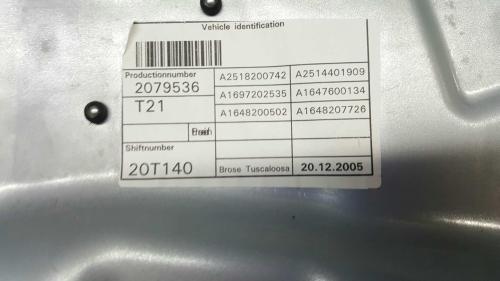 Vehicle identification
Productionnumber
2079536
T21
Shiftnumber
20T140
A2518200742 A2514401909
A1697202535 A1647600134
A1648200502 A1648207726
Brose Tuscaloosa 20.12.2005